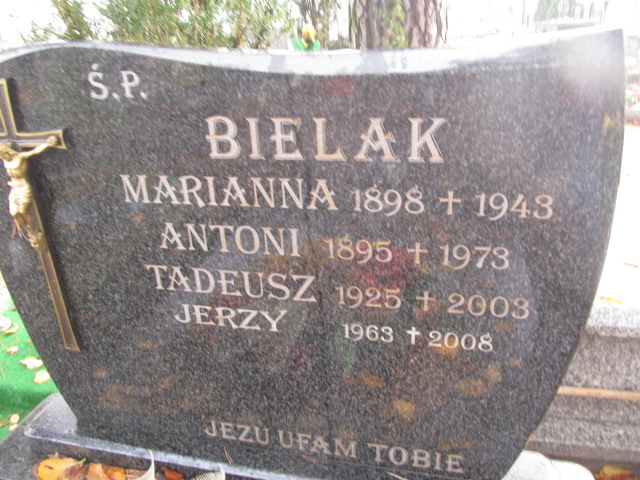 Ś.P.
BIELAK
MARIANNA 1898 + 1943
ANTONI 1895 + 1973
TADEUSZ 1925 + 2003
JERZY 1963 + 2008
JEZU UFAM TOBIE